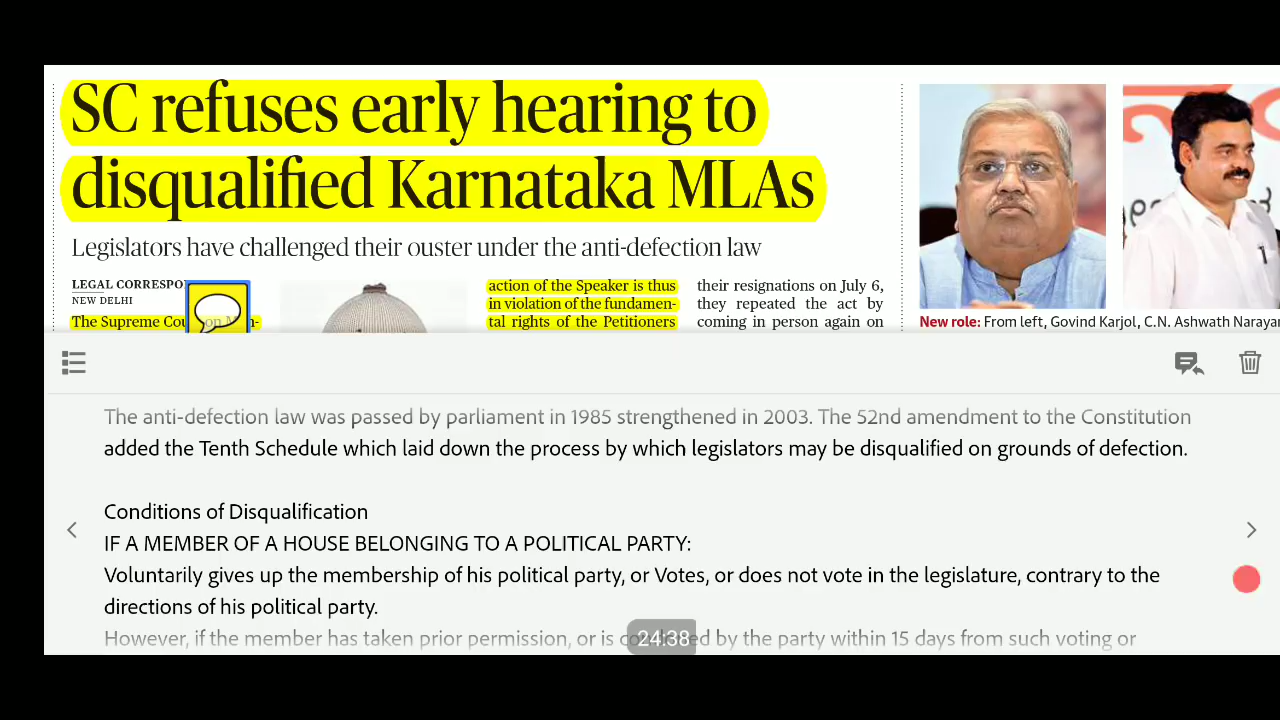 SC refuses early hearing to
disqualified Karnataka MLAs
Legislators have challenged their ouster under the anti-defection law
LEGAL
NEW DELHI
The Supreme
action of the Speaker is thus
in violation of the fundamen-
tal rights of the Petitioners
their resignations on July 6,
they repeated the act by
coming in person again on
New role: From left, Govind Karjol, C.N. Ashwath
The anti-defection law was passed by parliament in 1985 strengthened in 2003. The 52nd amendment to the Constitution
added the Tenth Schedule which laid down the process by which legislators may be disqualified on grounds of defection.
Conditions of Disqualification
IF A MEMBER OF A HOUSE BELONGING TO A POLITICAL PARTY:
Voluntarily gives up the membership of his political party, or Votes, or does not vote in the legislature, contrary to the
directions of his political party.
However, if the member has taken prior permission, or is by the party within 15 days from such voting or
24:38